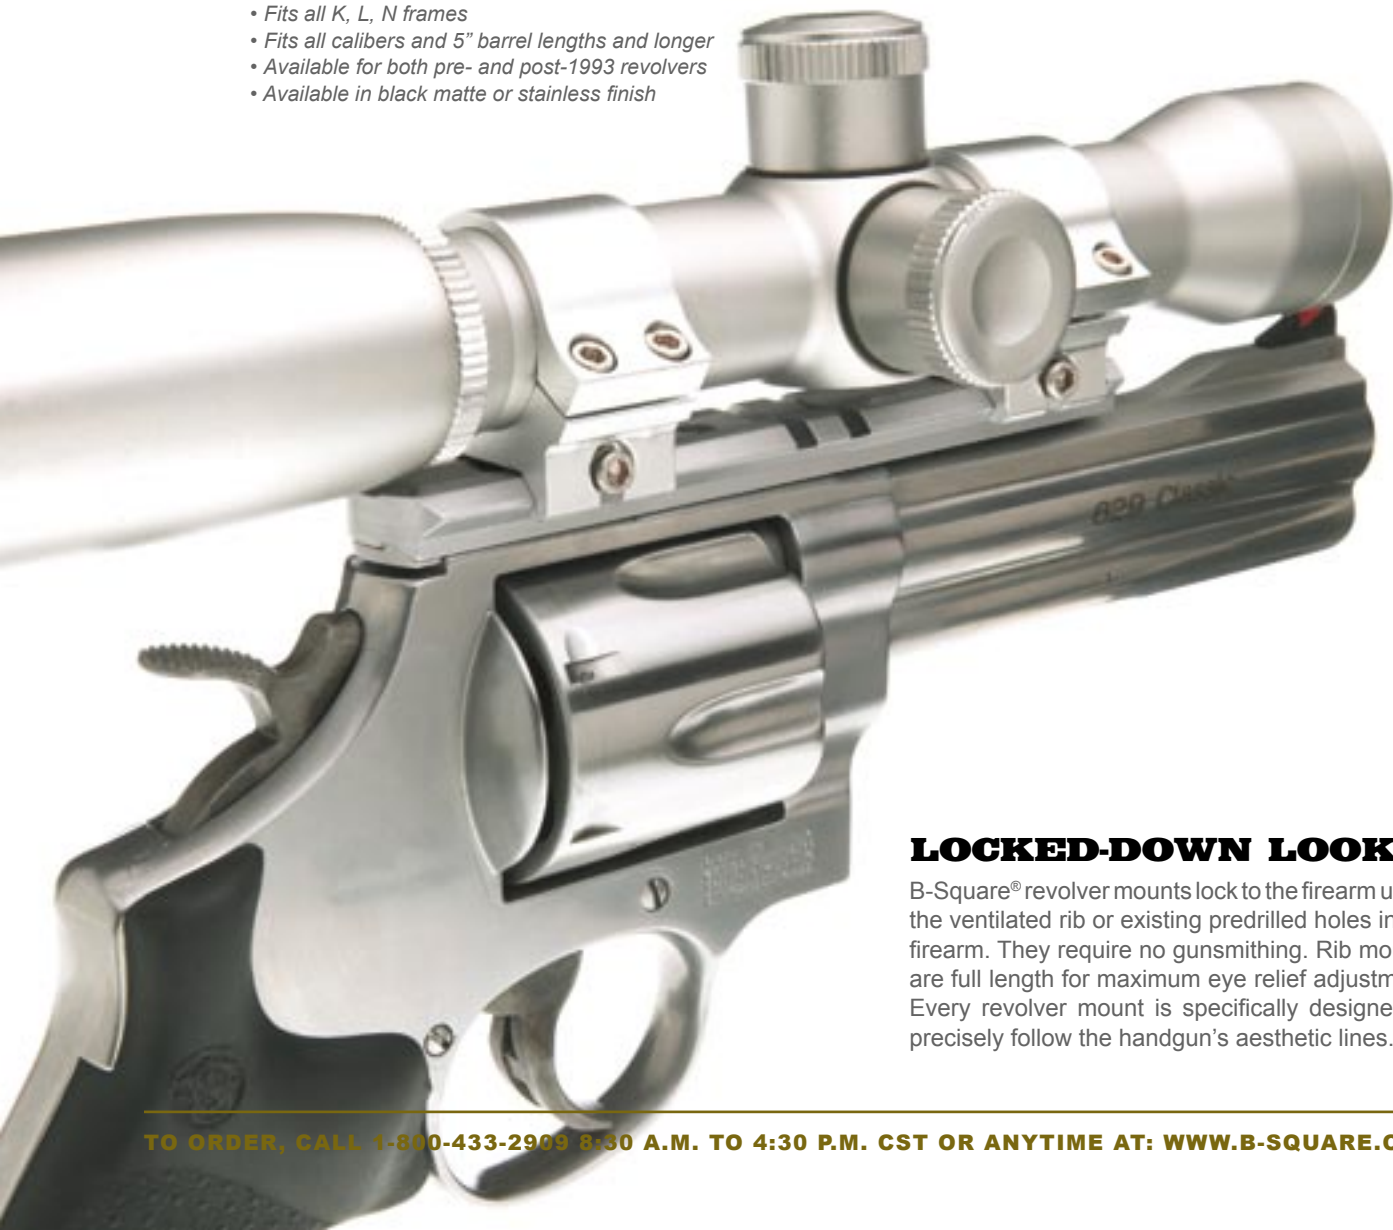 • Fits all K, L, N frames
• Fits all calibers and 5” barrel lengths and longer
• Available for both pre- and post-1993 revolvers
• Available in black matte or stainless finish
629 Classic
LOCKED-DOWN LOOK
B-Square® revolver mounts lock to the firearm u
the ventilated rib or existing predrilled holes in
firearm. They require no gunsmithing. Rib mo
are full length for maximum eye relief adjustm
Every revolver mount is specifically designe
precisely follow the handgun’s aesthetic lines.
TO ORDER, CALL 1-800-433-2909 8:30 A.M. TO 4:30 P.M. CST OR ANYTIME AT: WWW.B-SQUARE.C